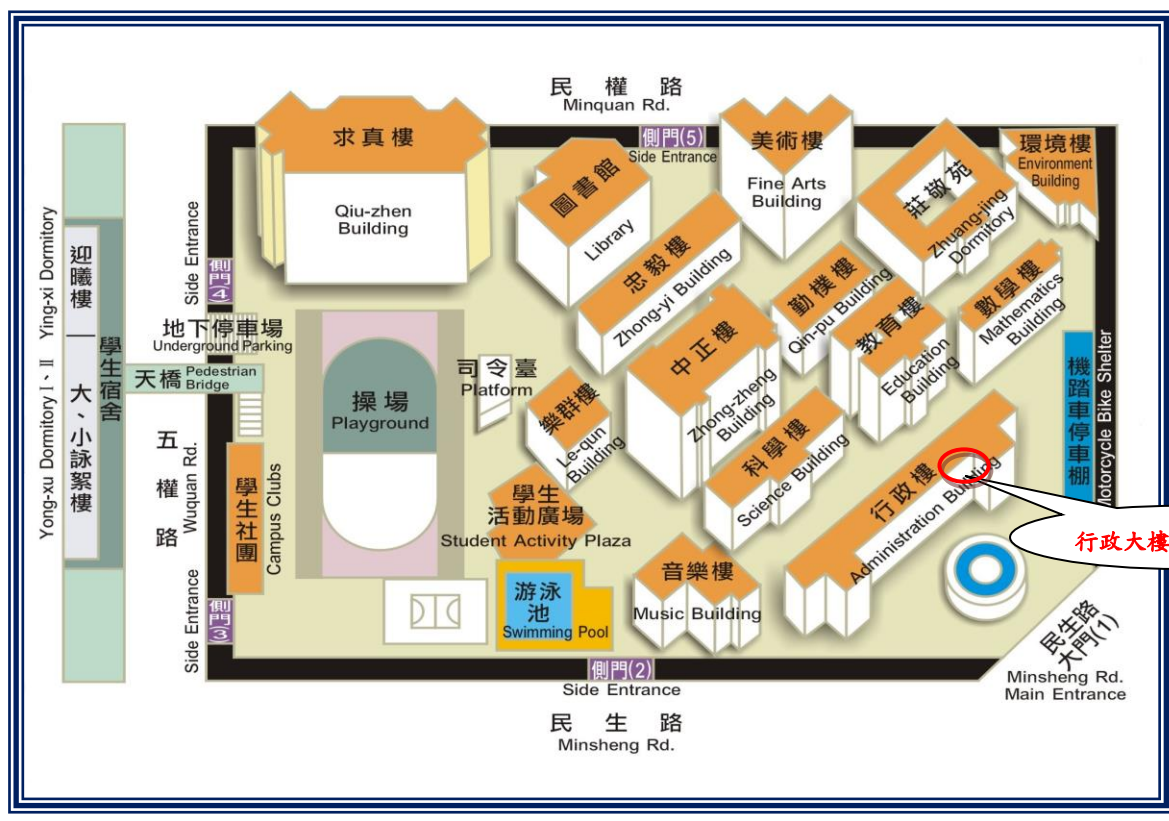 民權路
Minquan Rd.
求真樓
Qiu-zhen
Building
側門(5)
Side Entrance
美術樓
Fine Arts
Building
環境樓
Environment
Building
莊敬苑
Zhuang-jing
Dormitory
圖書館
Library
忠毅樓
Zhong-yi Building
勤樸樓
Qin-pu Building
教育樓
Education
Building
數學樓
Mathematics
Building
中正樓
Zhong-zheng
Building
科學樓
Science Building
行政樓
Administration Building
行政大樓
機踏車停車棚
Motorcycle Bike Shelter
Side Entrance
側門(4)
地下停車場
Underground Parking
天橋
Pedestrian
Bridge
迎曦樓
大、小詠絮樓
學生宿舍
Yong-xu Dormitory I、II Ying-xi Dormitory
五權路
Wuquan Rd.
學生社團
Campus Clubs
操場
Playground
司令臺
Platform
樂群樓
Le-qun
Building
學生
活動廣場
Student Activity Plaza
游泳
池
Swimming Pool
音樂樓
Music Building
Side Entrance
側門(3)
側門(2)
Side Entrance
民生路
Minsheng Rd.
民生路
大門(1)
Minsheng Rd.
Main Entrance